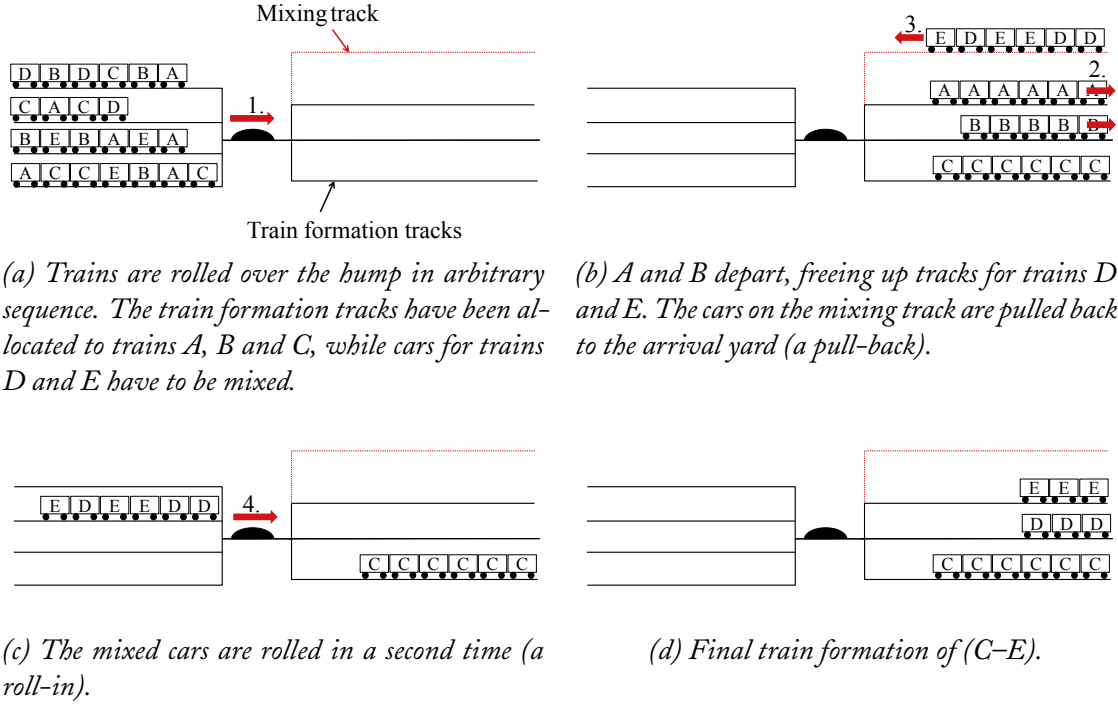 Mixing track
D B D C B A
C A C D
B E B A E A
A C C E B A C
1.
Train formation tracks
(a) Trains are rolled over the hump in arbitrary
sequence. The train formation tracks have been al-
located to trains A, B and C, while cars for trains
D and E have to be mixed.
3.
E D E E D D
2.
A A A A A A
B B B B B
C C C C C C
(b) A and B depart, freeing up tracks for trains D
and E. The cars on the mixing track are pulled back
to the arrival yard (a pull-back).
E D E E D D
4.
C C C C C C
(c) The mixed cars are rolled in a second time (a
roll-in).
E E E
D D D
C C C C C C
(d) Final train formation of (C–E).